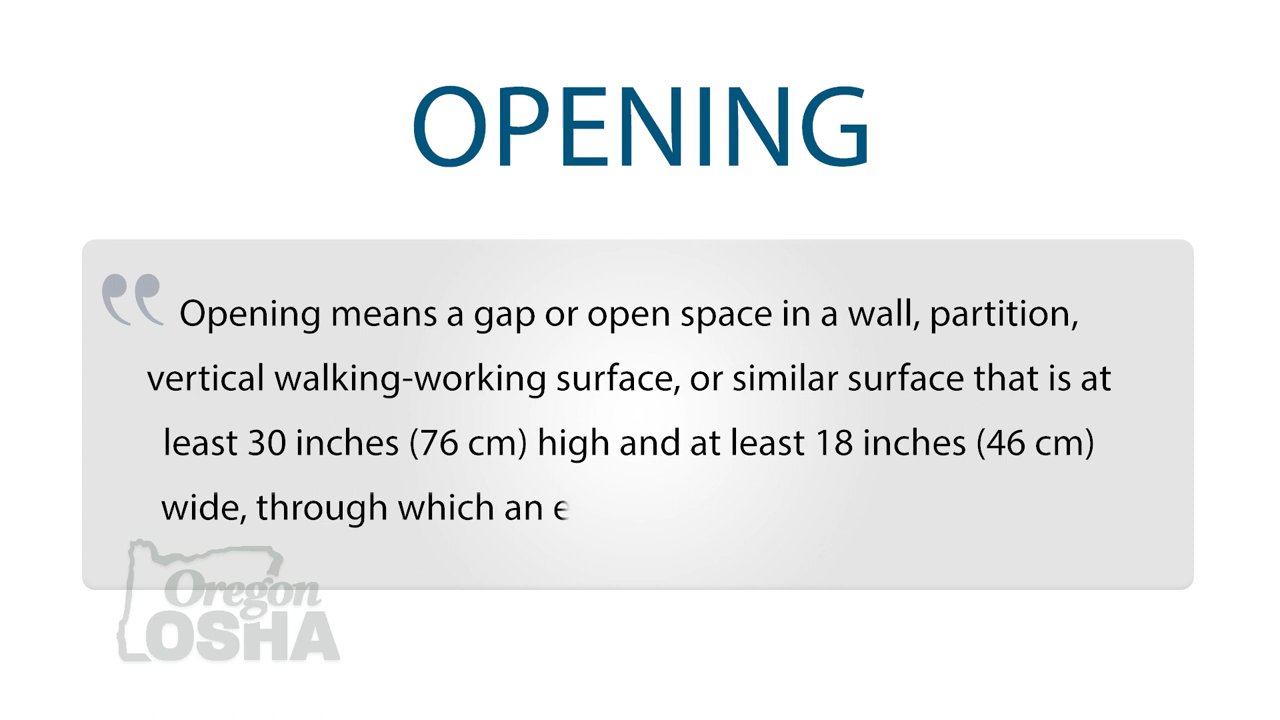 OPENING
“ Opening means a gap or open space in a wall, partition,
vertical walking-working surface, or similar surface that is at
least 30 inches (76 cm) high and at least 18 inches (46 cm)
wide, through which an e
Oregon
OSHA